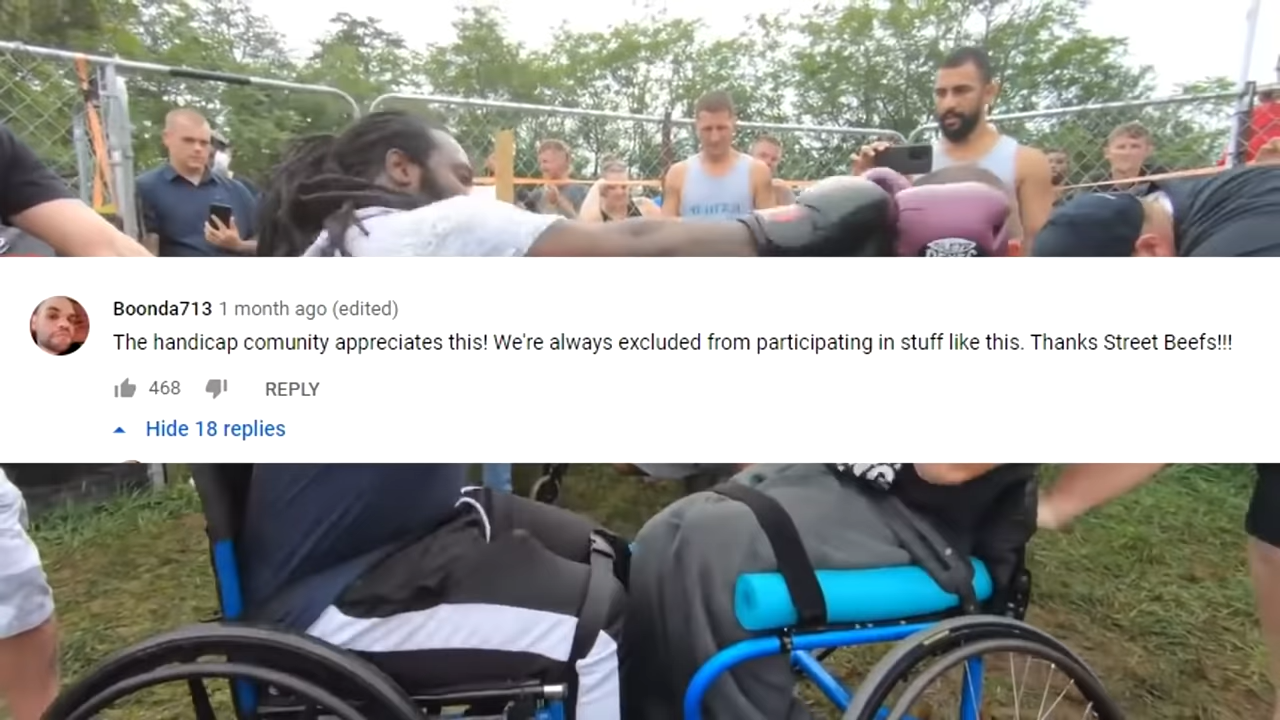 Boonda713 1 month ago (edited)
The handicap comunity appreciates this! We're always excluded from participating in stuff like this. Thanks Street Beefs!!!
468 REPLY
Hide 18 replies